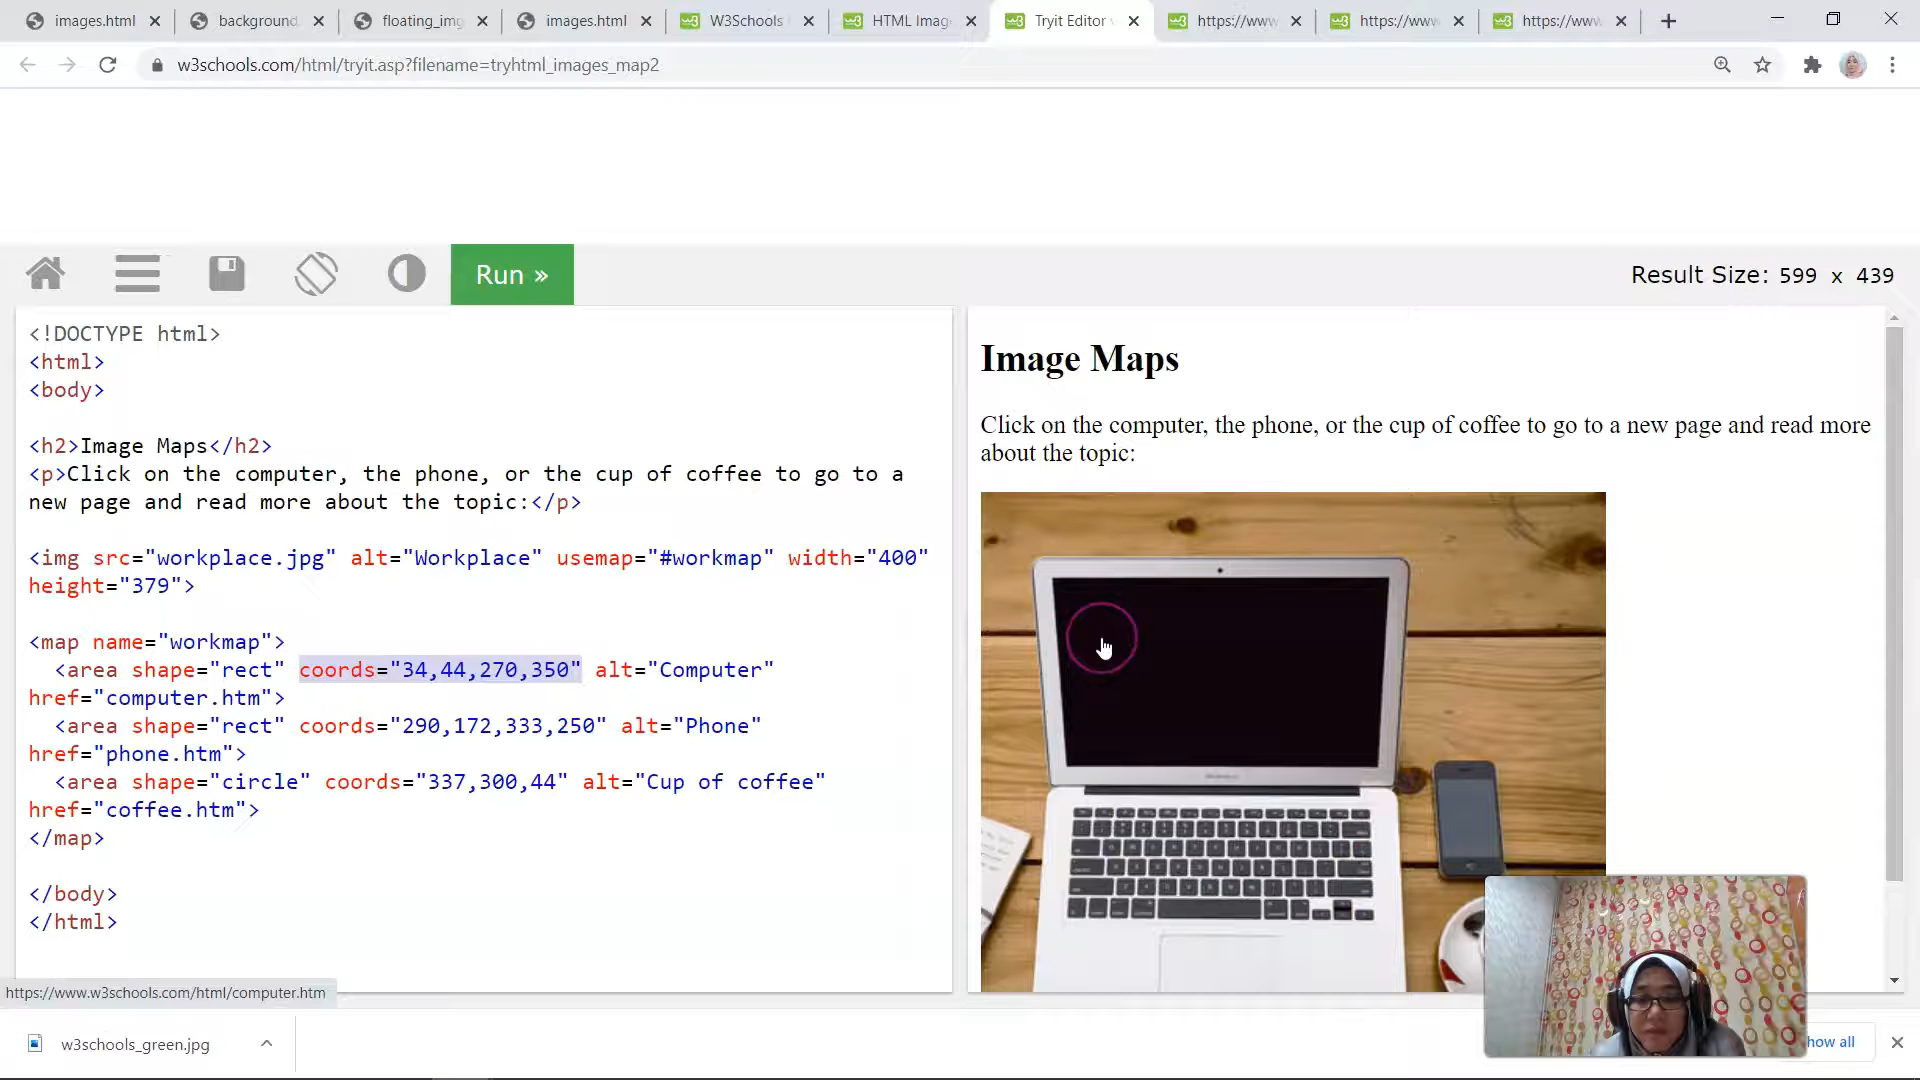 images.html
background
floating_img
images.html
W3Schools
HTML Image
Tryit Editor
https://www
https://www
https://www
w3schools.com/html/tryit.asp?filename=tryhtml_images_map2
Run »
Result Size: 599 x 439
<!DOCTYPE html>
<html>
<body>
<h2>Image Maps</h2>
<p>Click on the computer, the phone, or the cup of coffee to go to a
new page and read more about the topic:</p>
<img src="workplace.jpg" alt="Workplace" usemap="#workmap" width="400"
height="379">
<map name="workmap">
<area shape="rect" coords="34,44,270,350" alt="Computer"
href="computer.htm">
<area shape="rect" coords="290,172,333,250" alt="Phone"
href="phone.htm">
<area shape="circle" coords="337,300,44" alt="Cup of coffee"
href="coffee.htm">
</map>
</body>
</html>
Image Maps
Click on the computer, the phone, or the cup of coffee to go to a new page and read more
about the topic:
https://www.w3schools.com/html/computer.htm
w3schools_green.jpg
how all